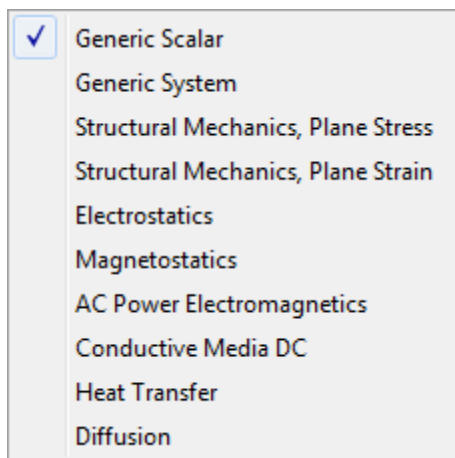 Generic Scalar
Generic System
Structural Mechanics, Plane Stress
Structural Mechanics, Plane Strain
Electrostatics
Magnetostatics
AC Power Electromagnetics
Conductive Media DC
Heat Transfer
Diffusion